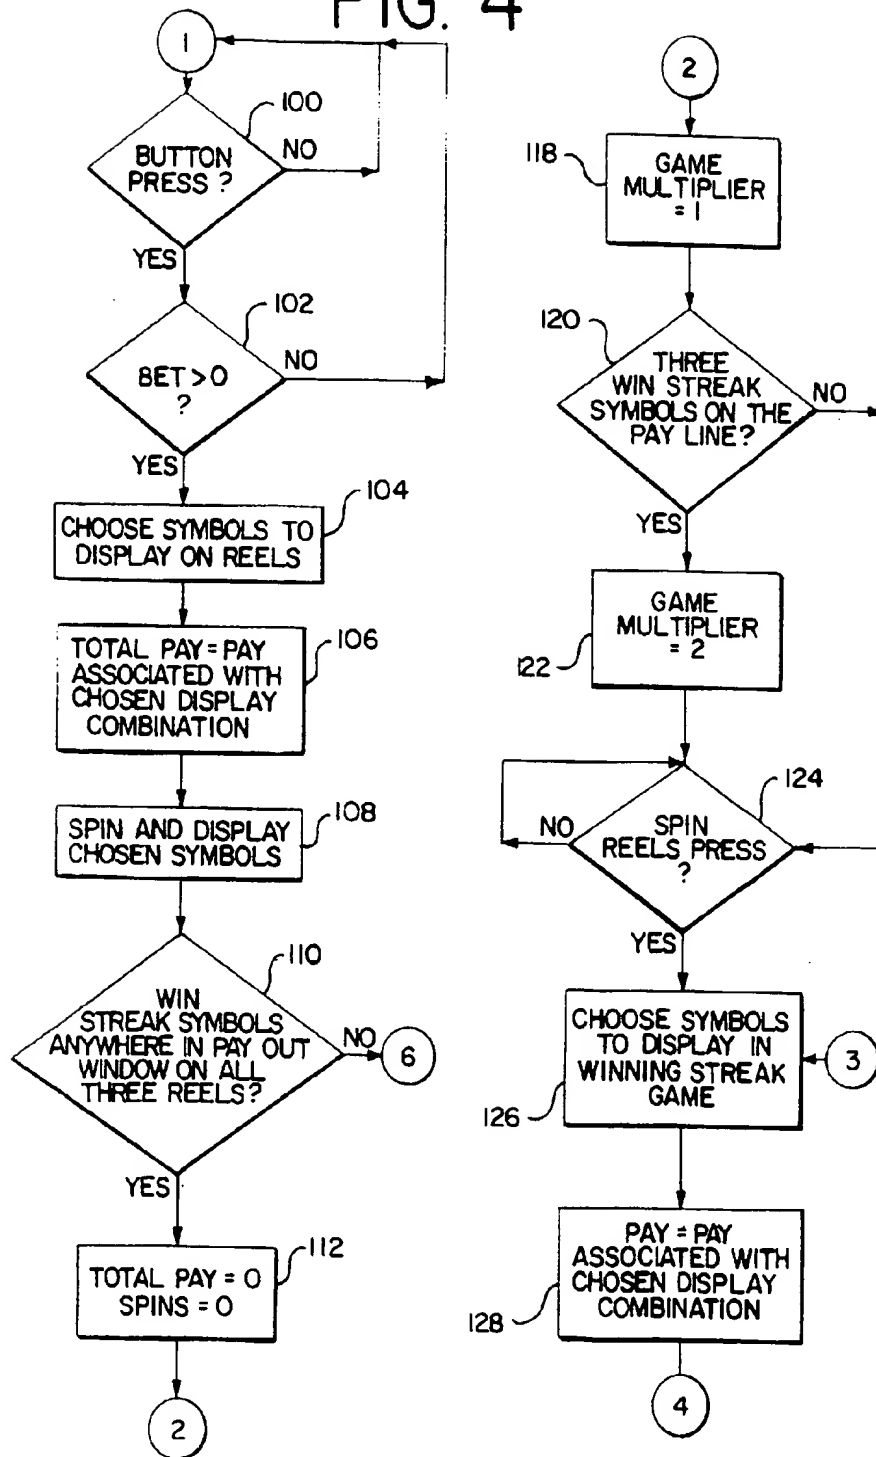 FIG. 4
1
100
BUTTON
PRESS ?
NO
YES
102
BET > 0
?
NO
YES
104
CHOOSE SYMBOLS TO
DISPLAY ON REELS
106
TOTAL PAY = PAY
ASSOCIATED WITH
CHOSEN DISPLAY
COMBINATION
108
SPIN AND DISPLAY
CHOSEN SYMBOLS
110
WIN
STREAK SYMBOLS
ANYWHERE IN PAY OUT
WINDOW ON ALL
THREE REELS?
NO
6
YES
112
TOTAL PAY = 0
SPINS = 0
2
2
118
GAME
MULTIPLIER
= 1
120
THREE
WIN STREAK
SYMBOLS ON THE
PAY LINE?
NO
YES
GAME
MULTIPLIER
= 2
122
124
SPIN
REELS PRESS
?
NO
YES
CHOOSE SYMBOLS
TO DISPLAY IN
WINNING STREAK
GAME
3
126
PAY = PAY
ASSOCIATED WITH
CHOSEN DISPLAY
COMBINATION
128
4